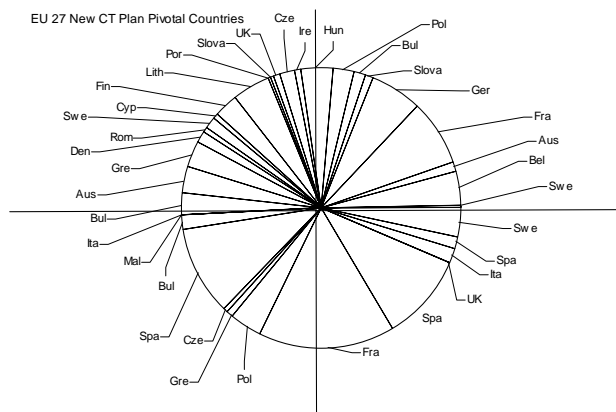 EU 27 New CT Plan Pivotal Countries
Hun
Pol
Bul
Slova
Ger
Fra
Aus
Bel
Swe
Swe
Spa
Ita
UK
Spa
Fra
Pol
Gre
Cze
Spa
Bul
Mal
Ita
Bul
Aus
Gre
Den
Rom
Swe
Cyp
Fin
Lith
Por
Slova
UK
Cze
Ire